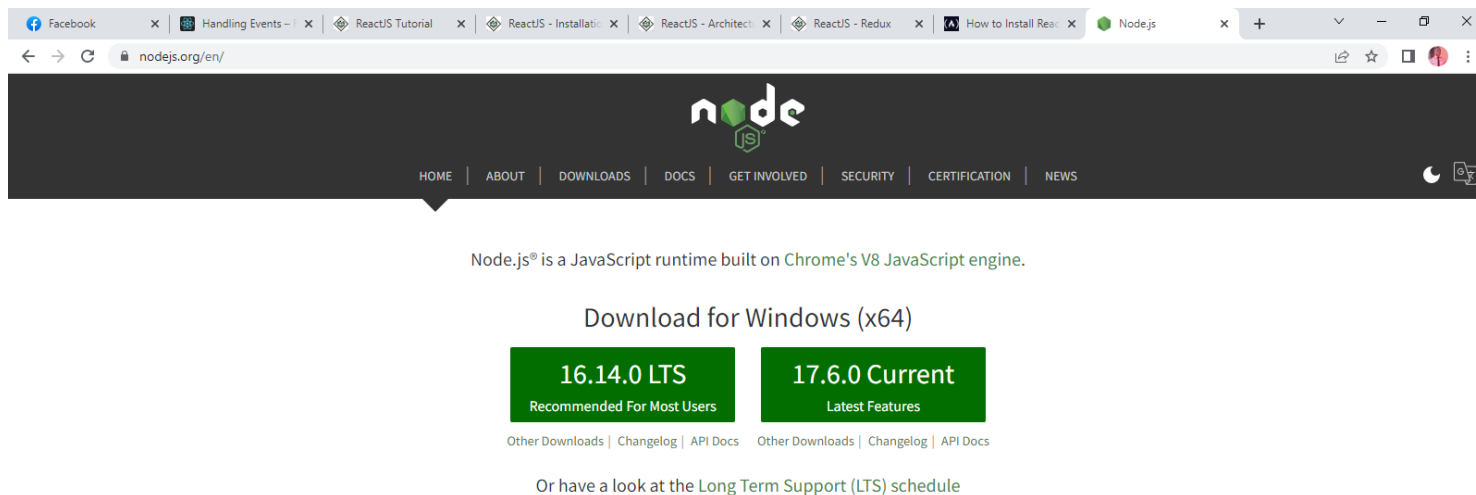 Facebook
Handling Events –
ReactJS Tutorial
ReactJS - Installatic
ReactJS - Architect
ReactJS - Redux
How to Install Reac
Node.js
nodejs.org/en/
node
JS
HOME | ABOUT | DOWNLOADS | DOCS | GET INVOLVED | SECURITY | CERTIFICATION | NEWS
Node.js® is a JavaScript runtime built on Chrome's V8 JavaScript engine.
Download for Windows (x64)
16.14.0 LTS
Recommended For Most Users
17.6.0 Current
Latest Features
Other Downloads | Changelog | API Docs
Other Downloads | Changelog | API Docs
Or have a look at the Long Term Support (LTS) schedule